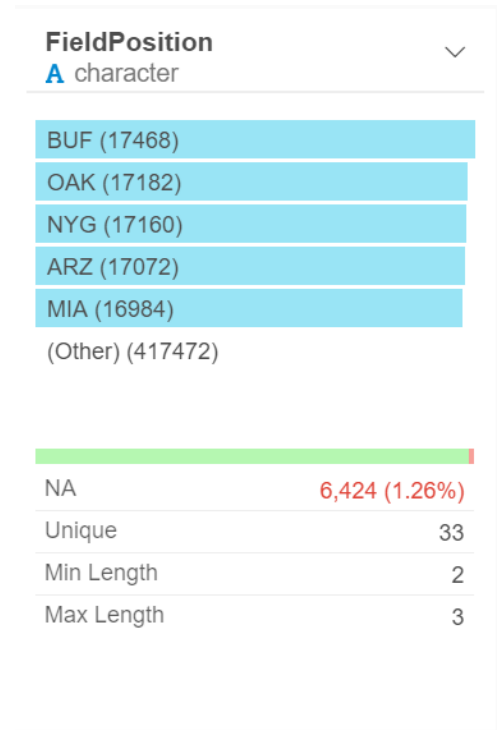 FieldPosition
A character
BUF (17468)
OAK (17182)
NYG (17160)
ARZ (17072)
MIA (16984)
(Other) (417472)
NA 6,424 (1.26%)
Unique 33
Min Length 2
Max Length 3